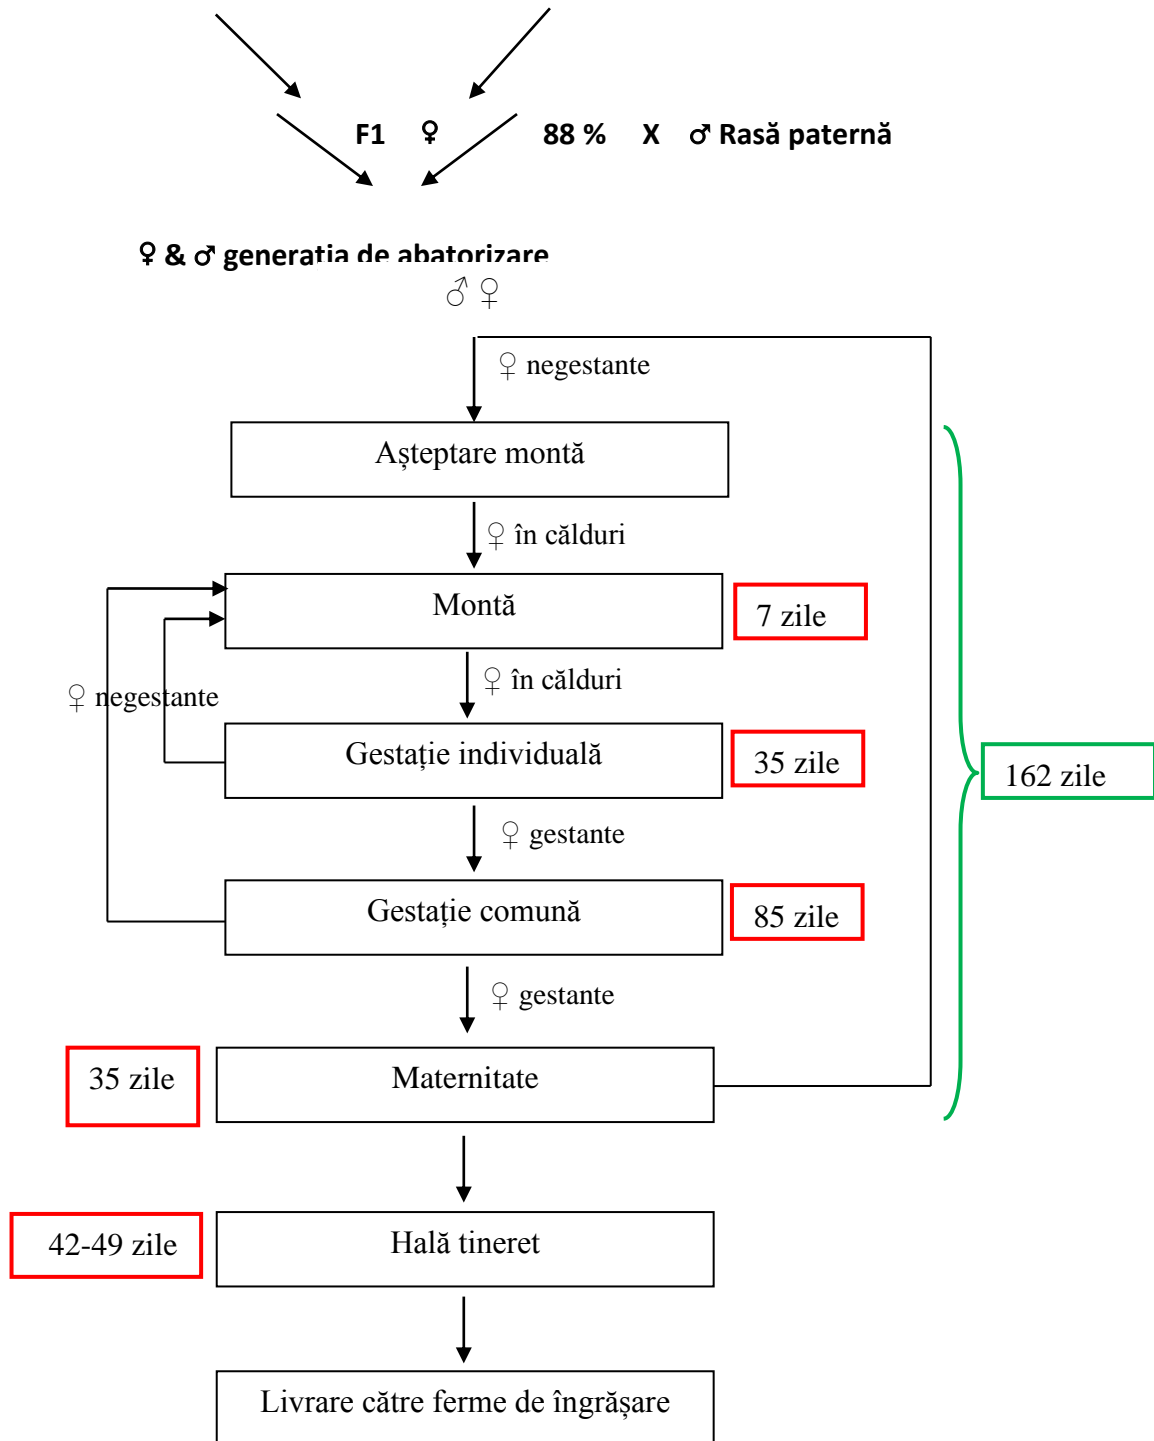 F1 ♀ 88 % X ♂ Rasă paternă
♀ & ♂ generația de abatorizare
♂ ♀
♀ negestante
Așteptare montă
♀ în călduri
Montă
7 zile
♀ în călduri
♀ negestante
Gestație individuală
35 zile
162 zile
♀ gestante
Gestație comună
85 zile
♀ gestante
35 zile
Maternitate
42-49 zile
Hală tineret
Livrare către ferme de îngrășare